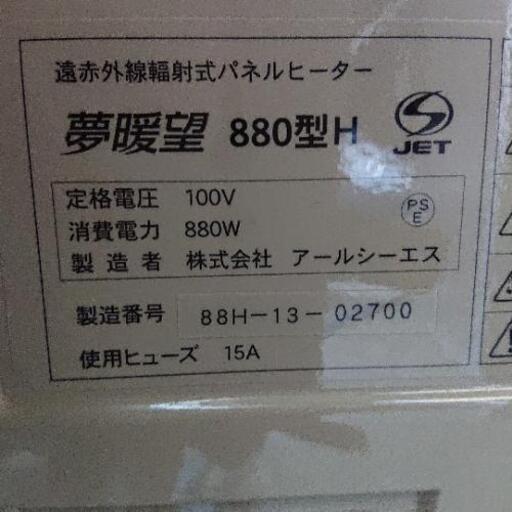 遠赤外線輻射式パネルヒーター
夢暖望 880型H
JET
定格電圧 100V
消費電力 880W
PS
E
製造者 株式会社 アールシーエス
製造番号 88H-13-02700
使用ヒューズ 15A